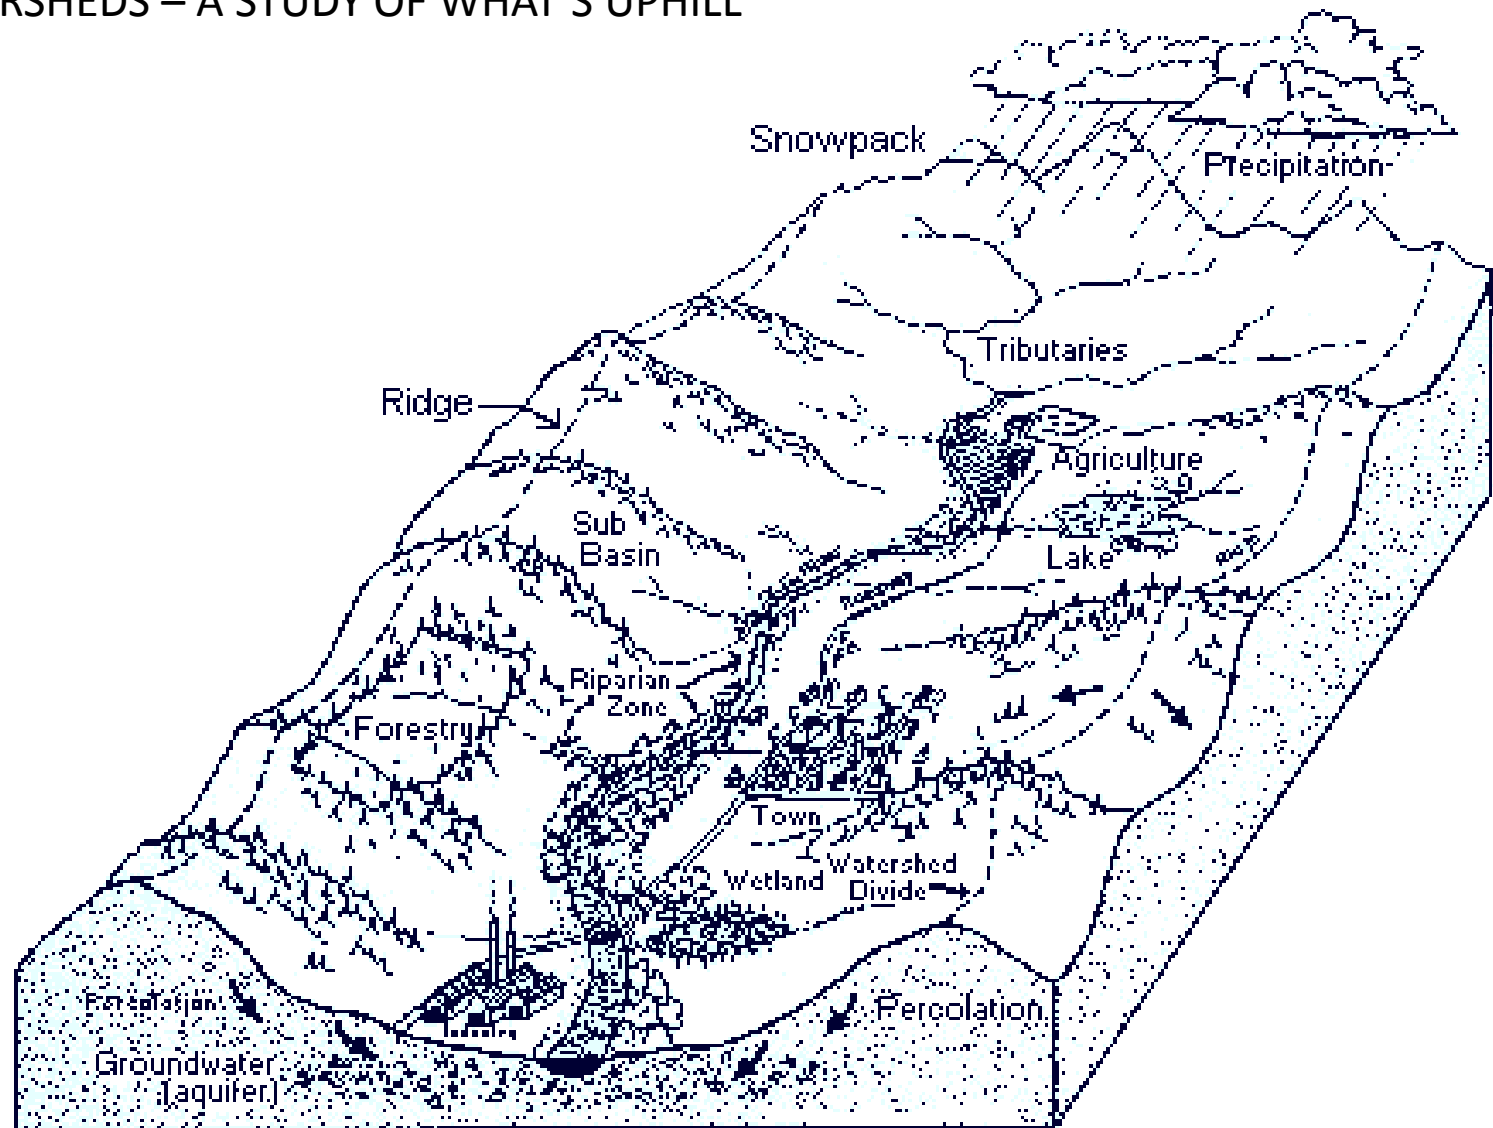 RSHEDS – A STUDY OF WHAT'S UPHILL
Snowpack
Precipitation
Tributaries
Ridge
Agriculture
Sub
Basin
Lake
Riparian
Zone
Forestry
Town
Wetland
Watershed
Divide
Percolation
Percolation
Groundwater
(aquifer)
Industry